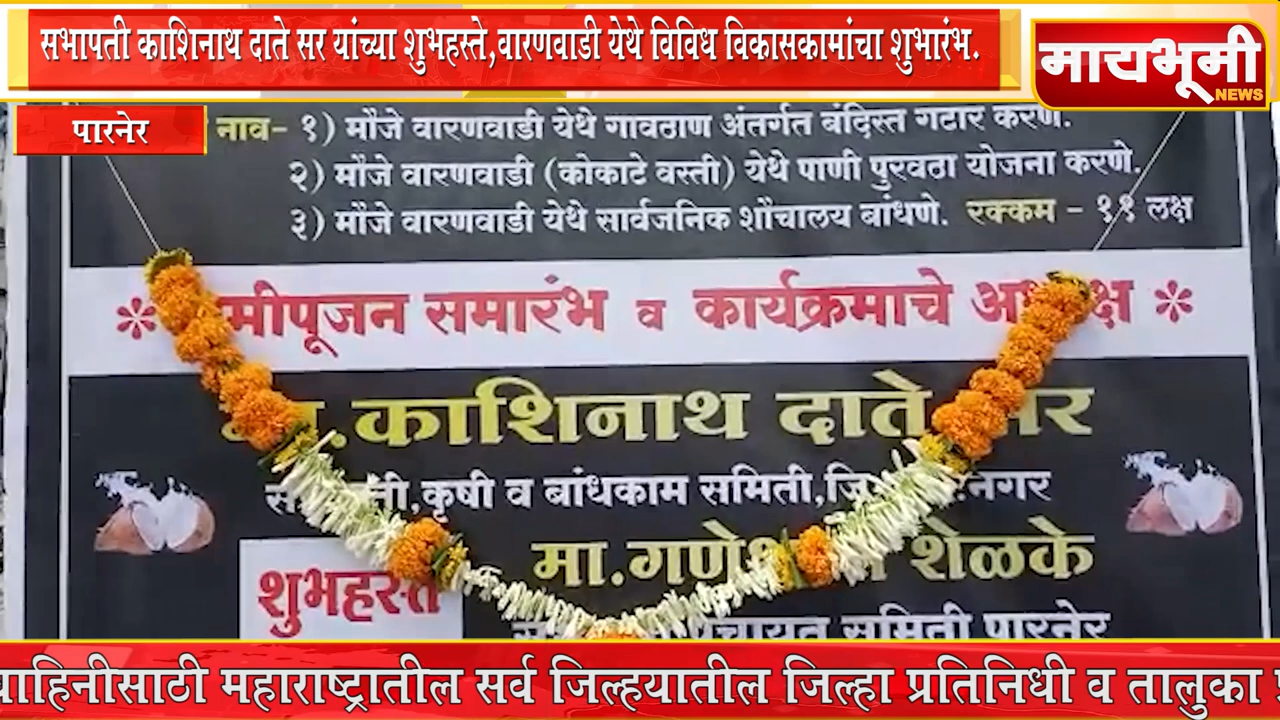 सभापती काशिनाथ दाते सर यांच्या शुभहस्ते,वारणवाडी येथे विविध विकासकामांचा शुभारंभ.
मायभूमी
NEWS
पारनेर
नाव- १) मौजे वारणवाडी येथे गावठाण अंतर्गत बंदिस्त गटार करणे.
२) मौजे वारणवाडी (कोकाटे वस्ती) येथे पाणी पुरवठा योजना करणे.
३) मौजे वारणवाडी येथे सार्वजनिक शौचालय बांधणे. रक्कम - ११ लक्ष
समारंभ व कार्यक्रमाचे
काशिनाथ दाते
कृषी व बांधकाम समिती,
शुभहस्ते
मा. शेळके
समिती पारनेर
महाराष्ट्रातील सर्व जिल्हयातील जिल्हा प्रतिनिधी व तालुका